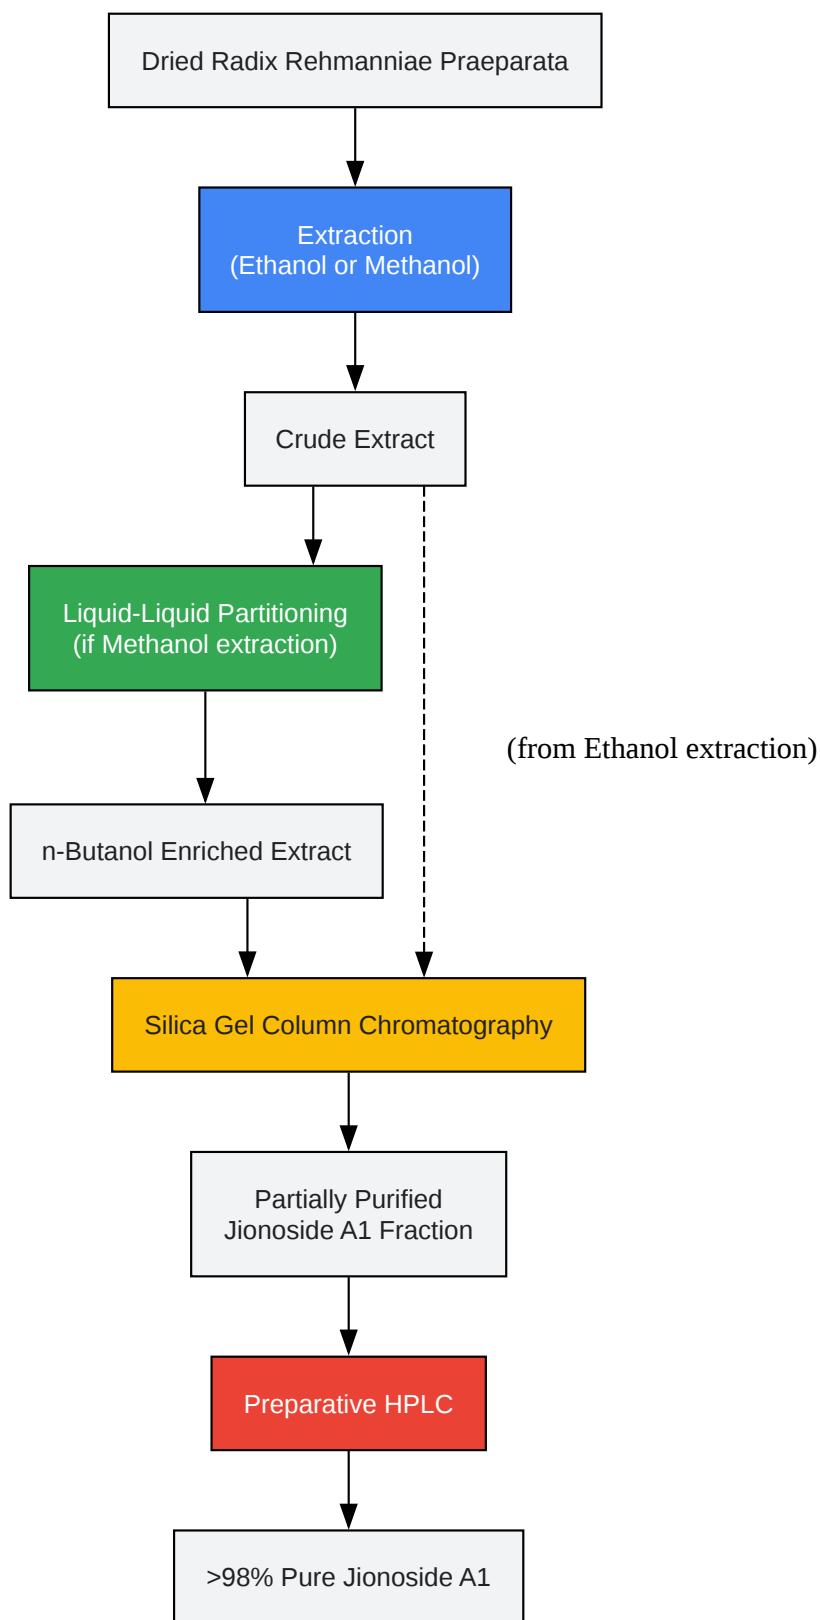 Dried Radix Rehmanniae Praeparata
Extraction
(Ethanol or Methanol)
Crude Extract
Liquid-Liquid Partitioning
(if Methanol extraction)
(from Ethanol extraction)
n-Butanol Enriched Extract
Silica Gel Column Chromatography
Partially Purified
Jionoside A1 Fraction
Preparative HPLC
>98% Pure Jionoside A1